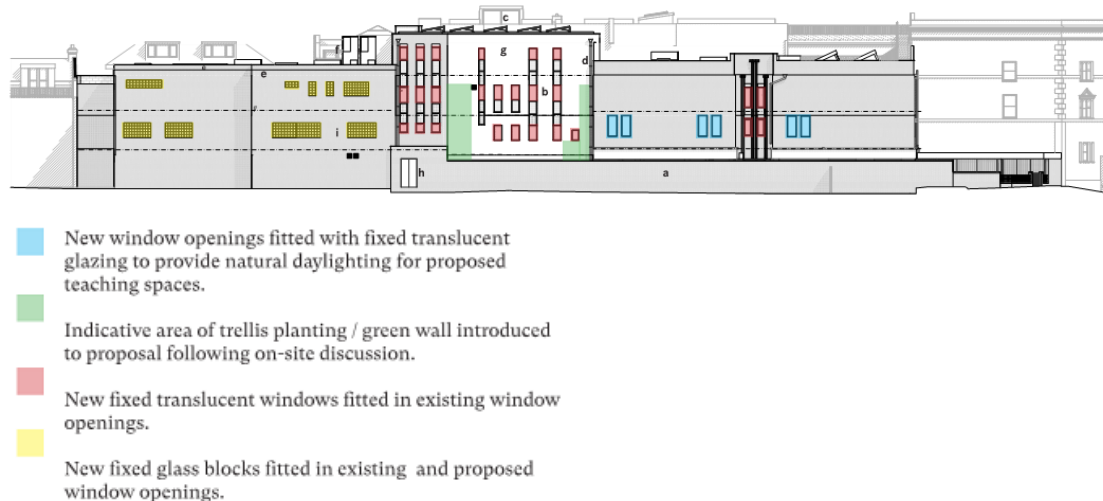 c
g
f
d
e
b
i
h
a
New window openings fitted with fixed translucent
glazing to provide natural daylighting for proposed
teaching spaces.
Indicative area of trellis planting / green wall introduced
to proposal following on-site discussion.
New fixed translucent windows fitted in existing window
openings.
New fixed glass blocks fitted in existing and proposed
window openings.